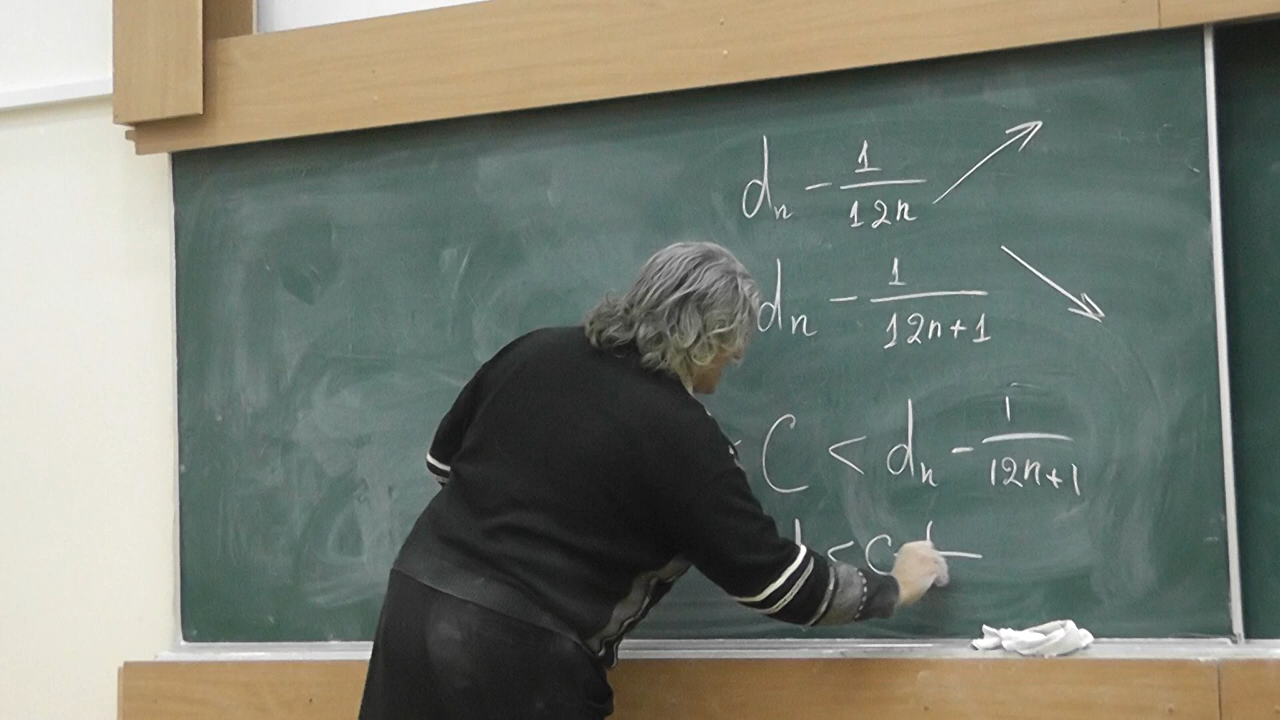 dₙ - 1/12n ↗
dₙ - 1/(12n+1) ↘
< C < dₙ - 1/(12n+1)
< C +